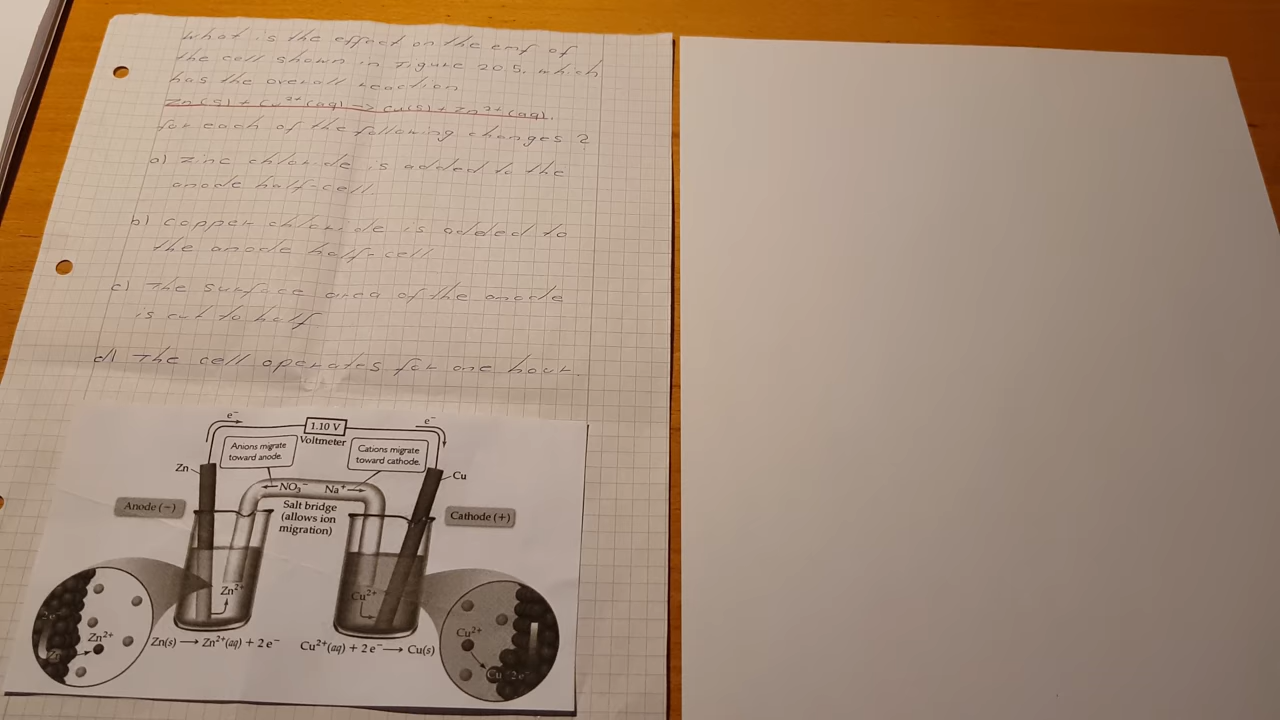 What is the effect on the emf of
the cell shown in Figure 20.5, which
has the overall reaction
Zn(s) + Cu²⁺(aq) → Cu(s) + Zn²⁺(aq).
for each of the following changes?
a) zinc chloride is added to the
anode half-cell
b) copper chloride is added to
the anode half-cell
c) The surface area of the anode
is cut to half
d) The cell operates for one hour.
e⁻
1.10 V
e⁻
Voltmeter
Anions migrate
toward anode.
Cations migrate
toward cathode.
Zn
Cu
NO₃⁻ Na⁺
Anode (−)
Salt bridge
(allows ion
migration)
Cathode (+)
Zn²⁺
Cu²⁺
2e⁻
Zn²⁺
Zn
Zn(s) → Zn²⁺(aq) + 2 e⁻
Cu²⁺(aq) + 2 e⁻ → Cu(s)
Cu²⁺
Cu 2e⁻